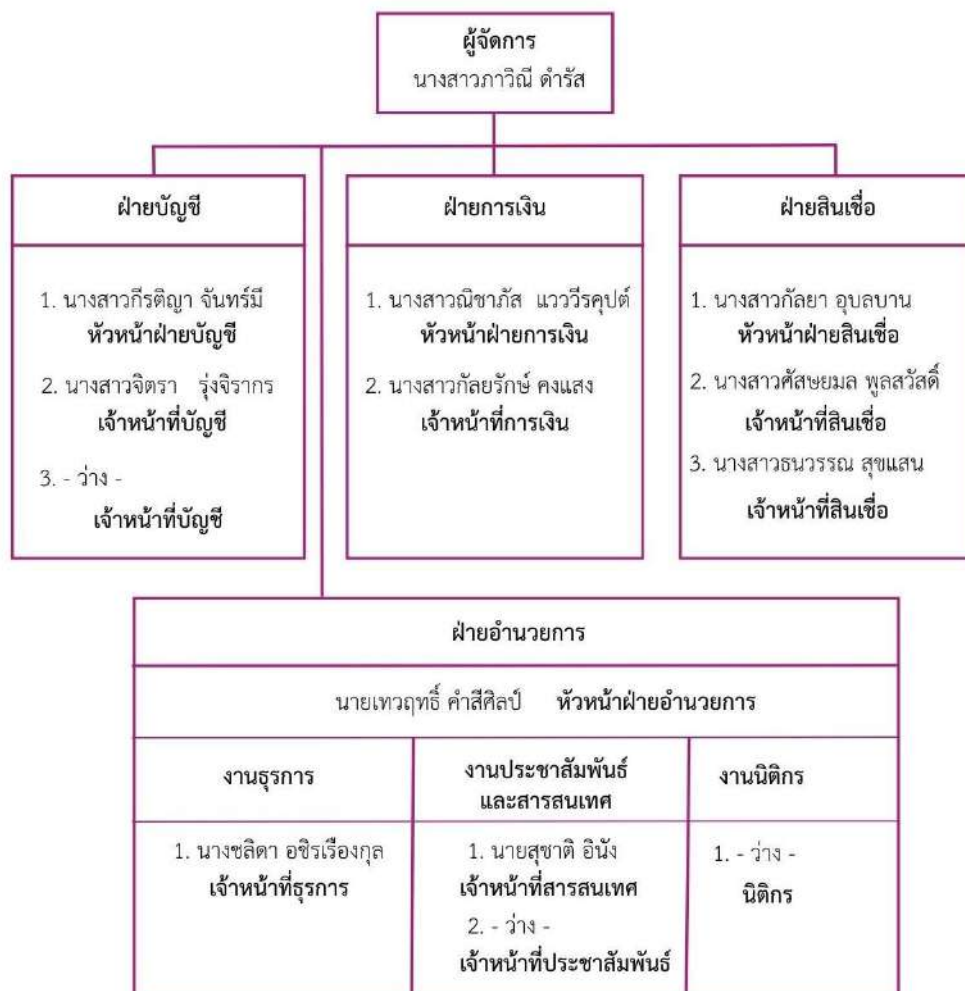 ผู้จัดการ
นางสาวภาวิณี ดำรัส
ฝ่ายบัญชี
1. นางสาวกีรติญา จันทร์มี
หัวหน้าฝ่ายบัญชี
2. นางสาวจิตรา รุ่งจิรากร
เจ้าหน้าที่บัญชี
3. - ว่าง -
เจ้าหน้าที่บัญชี
ฝ่ายการเงิน
1. นางสาวณิชาภัส แวววีรคุปต์
หัวหน้าฝ่ายการเงิน
2. นางสาวกัลยรักษ์ คงแสง
เจ้าหน้าที่การเงิน
ฝ่ายสินเชื่อ
1. นางสาวกัลยา อุบลบาน
หัวหน้าฝ่ายสินเชื่อ
2. นางสาวศัสษยมล พูลสวัสดิ์
เจ้าหน้าที่สินเชื่อ
3. นางสาวธนวรรณ สุขแสน
เจ้าหน้าที่สินเชื่อ
ฝ่ายอำนวยการ
นายเทวฤทธิ์ คำสีศิลป์ หัวหน้าฝ่ายอำนวยการ
งานธุรการ
1. นางชลิดา อชิรเรืองกุล
เจ้าหน้าที่ธุรการ
งานประชาสัมพันธ์
และสารสนเทศ
1. นายสุชาติ อินัง
เจ้าหน้าที่สารสนเทศ
2. - ว่าง -
เจ้าหน้าที่ประชาสัมพันธ์
งานนิติกร
1. - ว่าง -
นิติกร